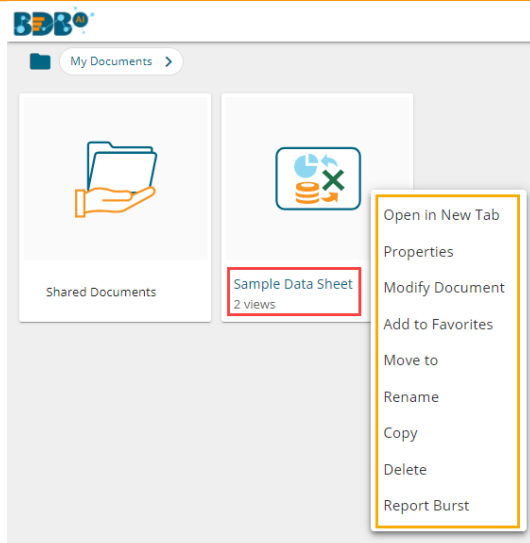 BDB AI
My Documents
Shared Documents
Sample Data Sheet
2 views
Open in New Tab
Properties
Modify Document
Add to Favorites
Move to
Rename
Copy
Delete
Report Burst